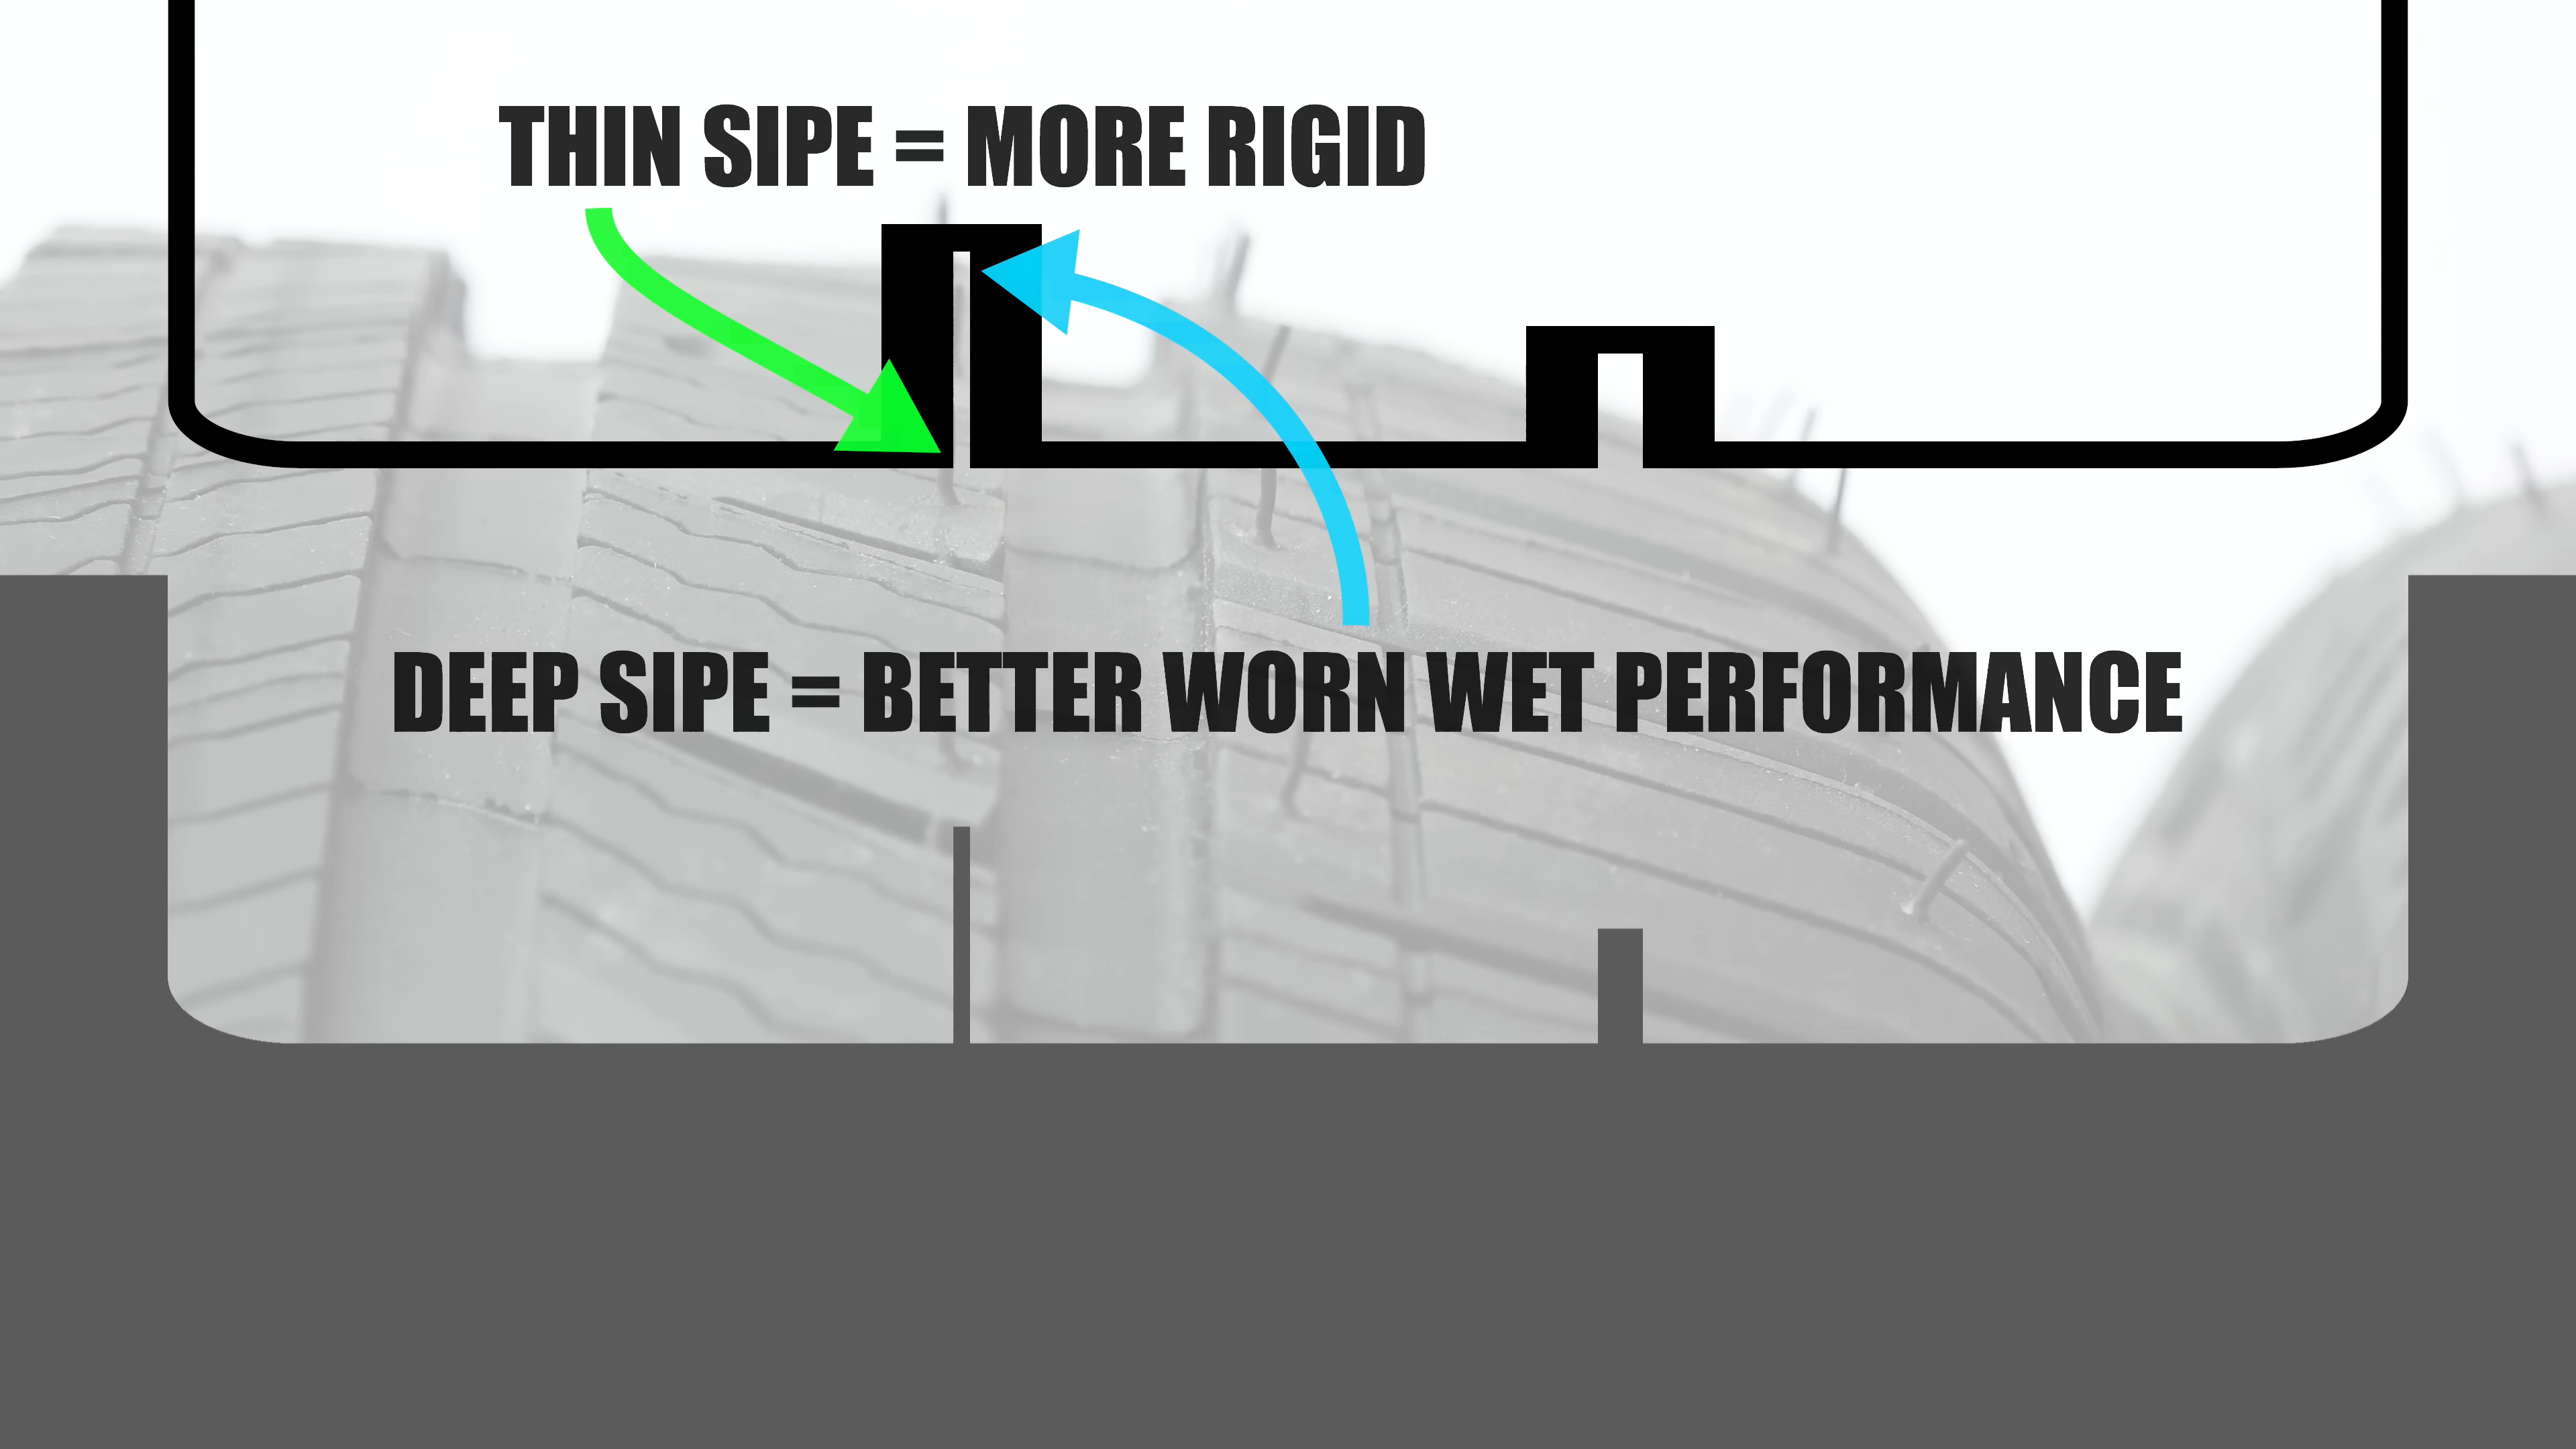 THIN SIPE = MORE RIGID
DEEP SIPE = BETTER WORN WET PERFORMANCE